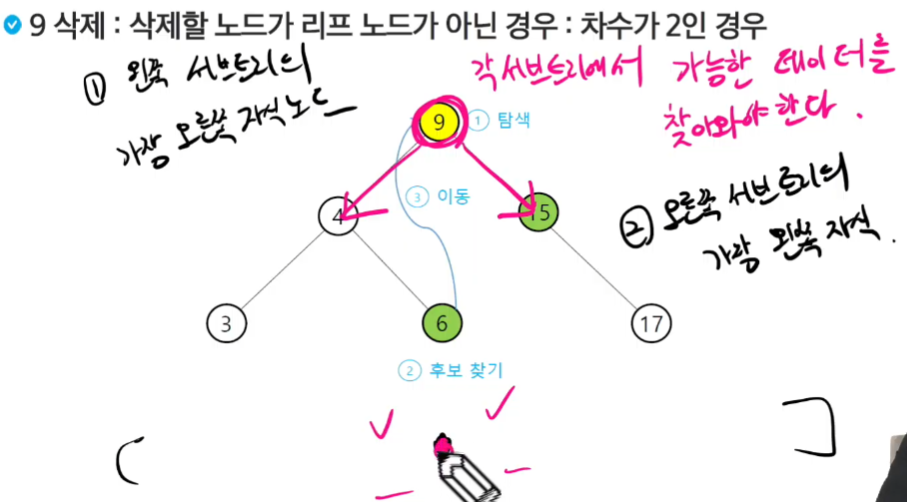 9 삭제 : 삭제할 노드가 리프 노드가 아닌 경우 : 차수가 2인 경우
① 왼쪽 서브트리의
가장 오른쪽 자식노드
각 서브트리에서 가능한 데이터를
찾아와야한다.
9 ① 탐색
③ 이동
4
15
② 오른쪽 서브트리의
가장 왼쪽 자식.
3
6
17
② 후보 찾기